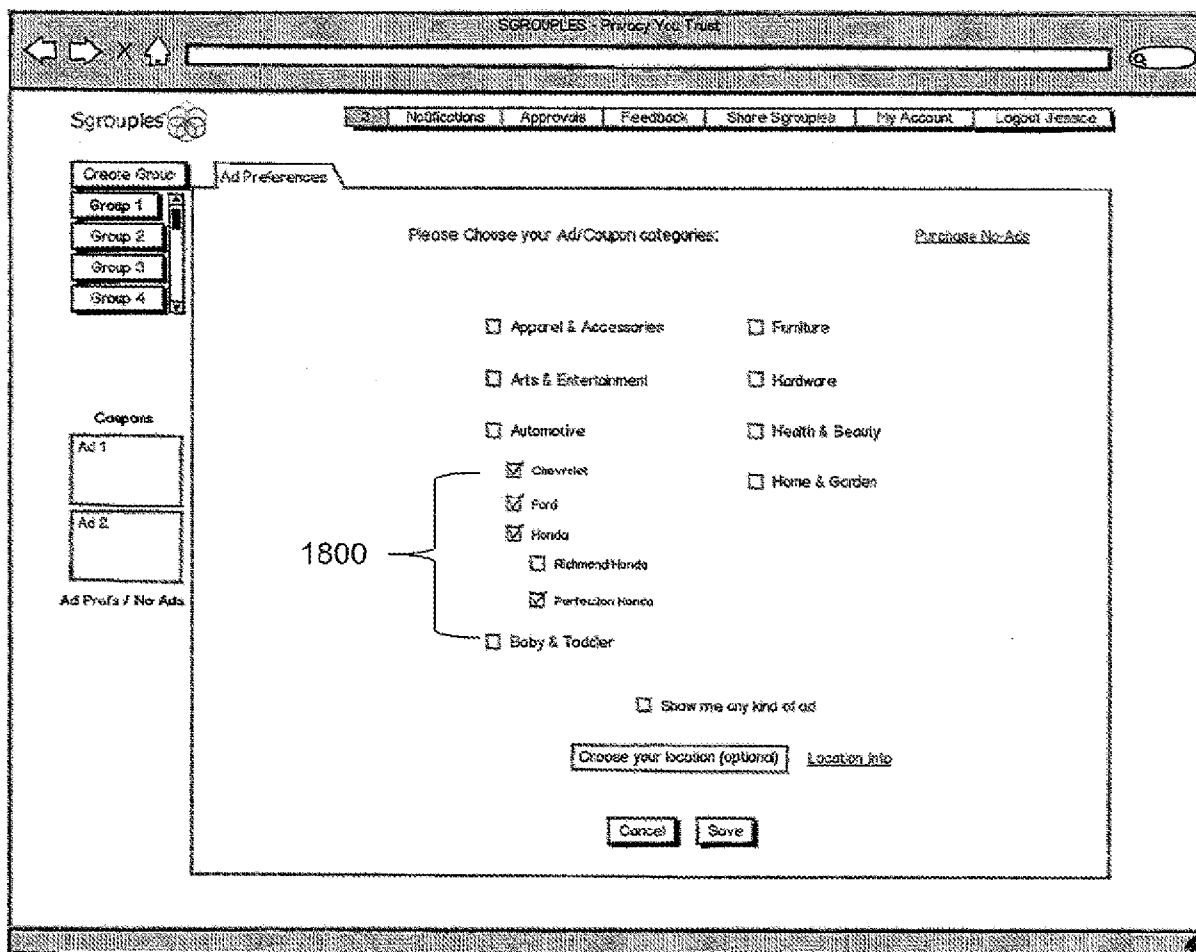 SGROUPLES - Privacy You Trust
Sgrouples
2 Notifications Approvals Feedback Share Sgrouples My Account Logout Jessica
Create Group
Ad Preferences
Group 1
Group 2
Group 3
Group 4
Please Choose your Ad/Coupon categories:
Purchase No-Ads
Apparel & Accessories
Furniture
Arts & Entertainment
Hardware
Automotive
Health & Beauty
Chevrolet
Home & Garden
Ford
Honda
Richmond Honda
Perfection Honda
Baby & Toddler
1800
Coupons
Ad 1
Ad 2
Ad Prefs / No Ads
Show me any kind of ad
Choose your location (optional)
Location Info
Cancel
Save